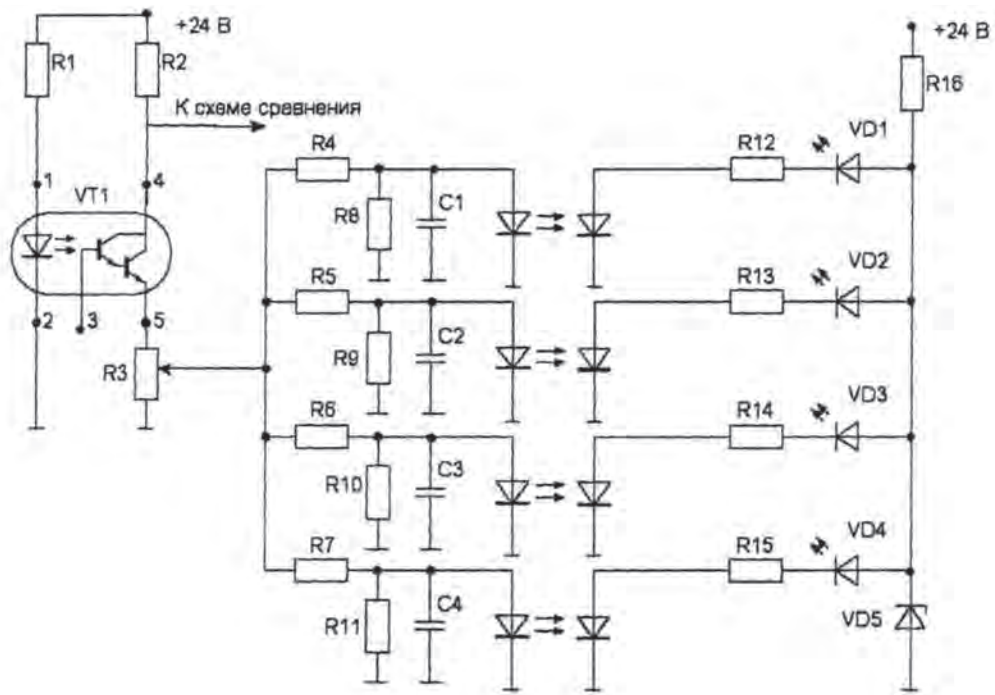 +24 В
+24 В
R1
R2
R16
К схеме сравнения
R4
R12
VD1
1
4
VT1
R8
C1
R5
R13
VD2
2
3
5
R9
C2
R3
R6
R14
VD3
R10
C3
R7
R15
VD4
R11
C4
VD5